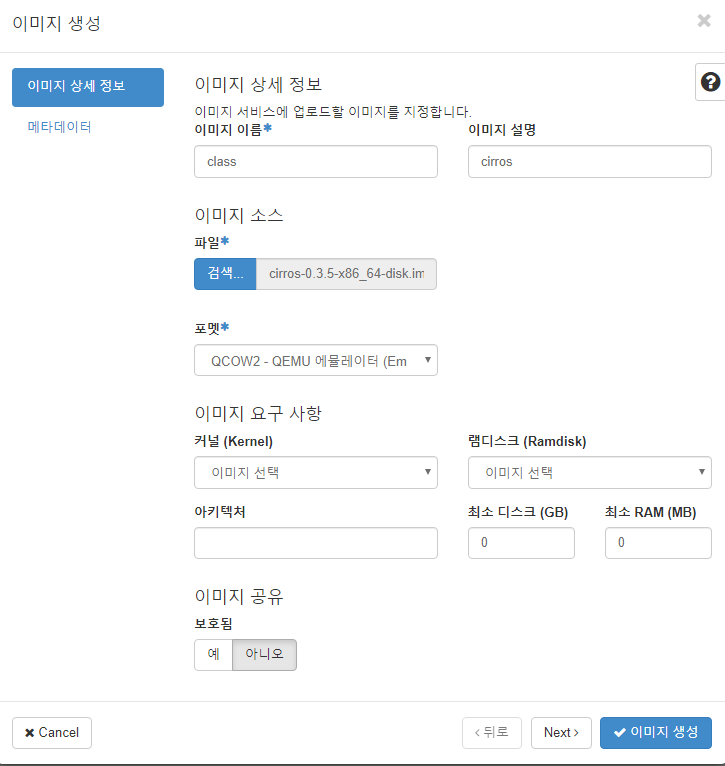 이미지 생성
×
이미지 상세 정보
메타데이터
이미지 상세 정보
?
이미지 서비스에 업로드할 이미지를 지정합니다.
이미지 이름* 이미지 설명
class cirros
이미지 소스
파일*
검색... cirros-0.3.5-x86_64-disk.im
포멧*
QCOW2 - QEMU 에뮬레이터 (Em
이미지 요구 사항
커널 (Kernel) 램디스크 (Ramdisk)
이미지 선택 이미지 선택
아키텍처 최소 디스크 (GB) 최소 RAM (MB)
0 0
이미지 공유
보호됨
예 아니오
× Cancel < 뒤로 Next > ✔ 이미지 생성